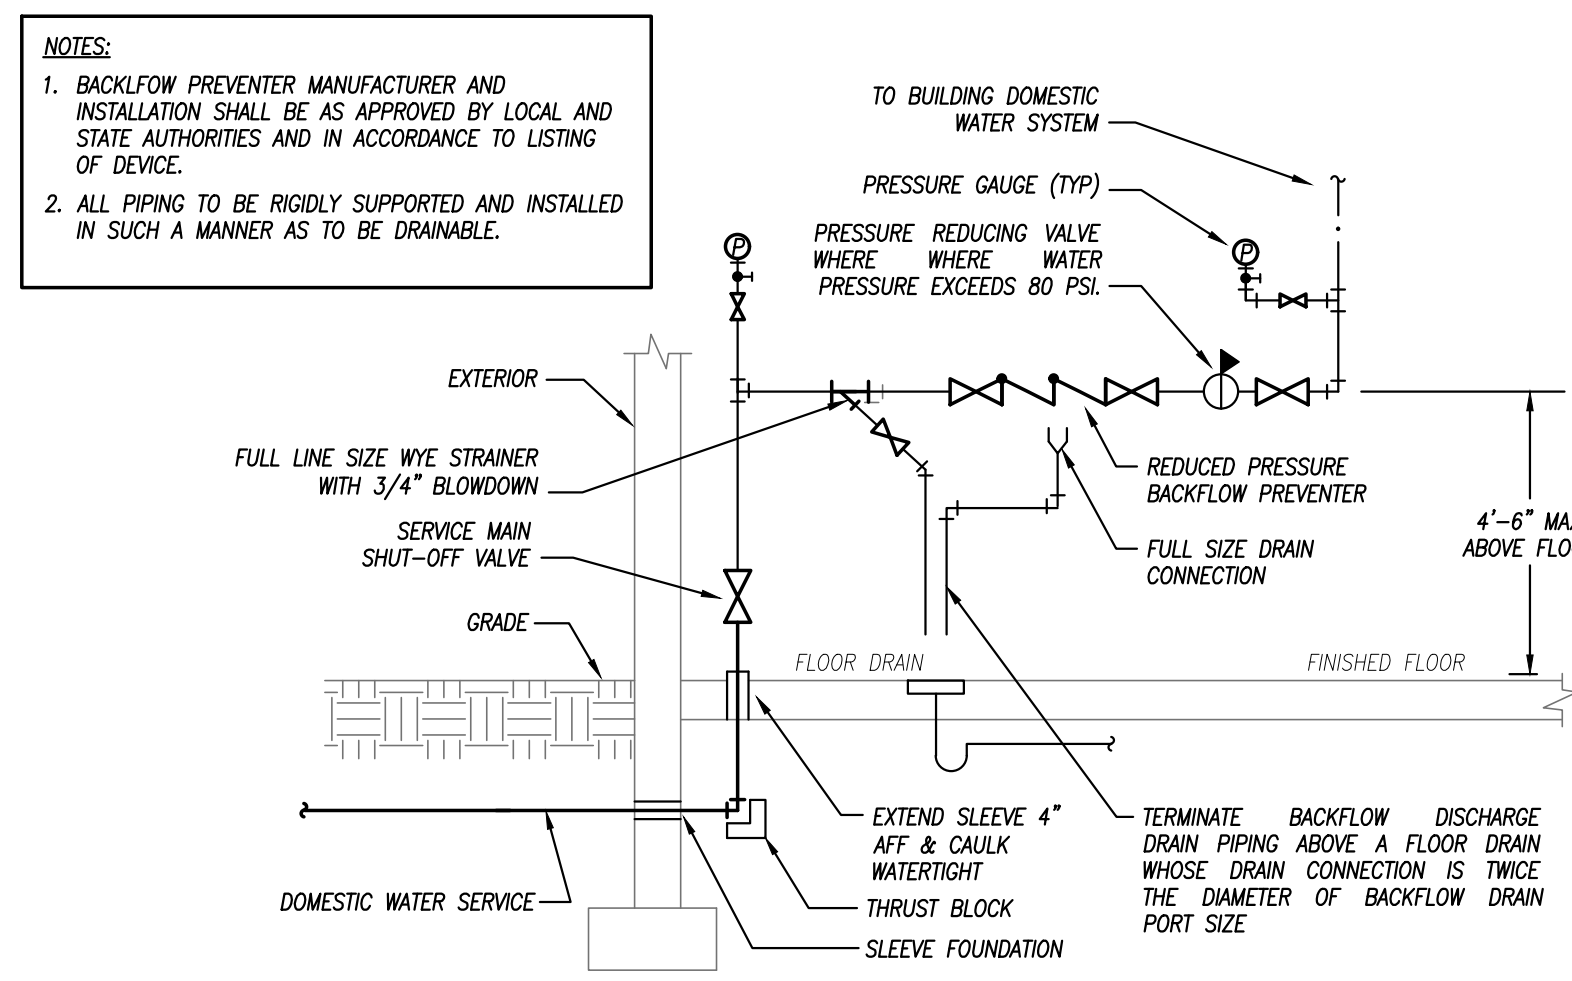 NOTES:
1. BACKLFOW PREVENTER MANUFACTURER AND
INSTALLATION SHALL BE AS APPROVED BY LOCAL AND
STATE AUTHORITIES AND IN ACCORDANCE TO LISTING
OF DEVICE.
2. ALL PIPING TO BE RIGIDLY SUPPORTED AND INSTALLED
IN SUCH A MANNER AS TO BE DRAINABLE.
TO BUILDING DOMESTIC
WATER SYSTEM
PRESSURE GAUGE (TYP)
P
P
PRESSURE REDUCING VALVE
WHERE WHERE WATER
PRESSURE EXCEEDS 80 PSI.
EXTERIOR
FULL LINE SIZE WYE STRAINER
WITH 3/4" BLOWDOWN
SERVICE MAIN
SHUT-OFF VALVE
GRADE
REDUCED PRESSURE
BACKFLOW PREVENTER
FULL SIZE DRAIN
CONNECTION
4'-6"
ABOVE
FLOOR DRAIN
FINISHED FLOOR
EXTEND SLEEVE 4"
AFF & CAULK
WATERTIGHT
THRUST BLOCK
SLEEVE FOUNDATION
DOMESTIC WATER SERVICE
TERMINATE BACKFLOW DISCHARGE
DRAIN PIPING ABOVE A FLOOR DRAIN
WHOSE DRAIN CONNECTION IS TWICE
THE DIAMETER OF BACKFLOW DRAIN
PORT SIZE